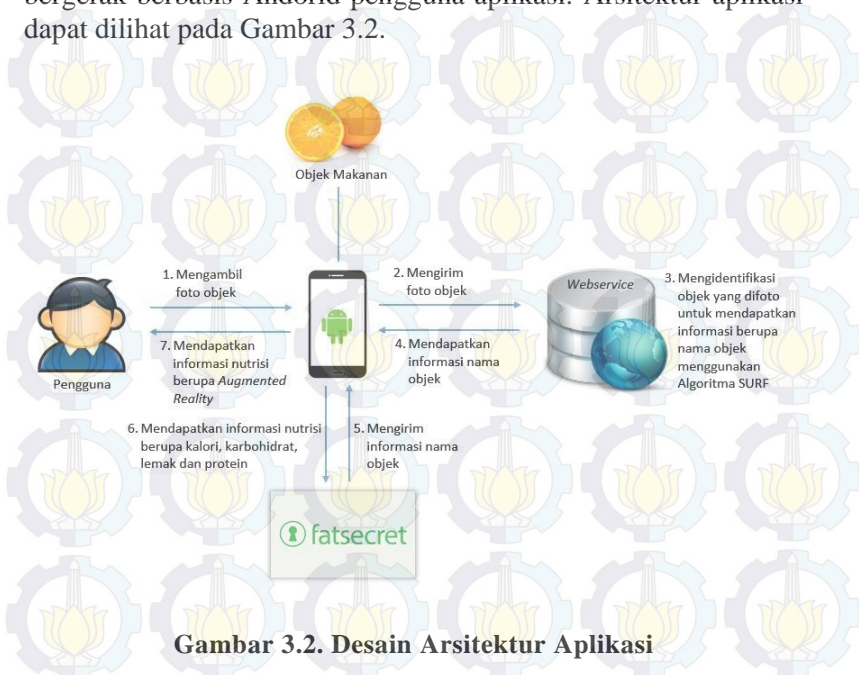 bergerak berbasis Andorid pengguna aplikasi. Arsitektur aplikasi
dapat dilihat pada Gambar 3.2.
Objek Makanan
1. Mengambil
foto objek
2. Mengirim
foto objek
Webservice
3. Mengidentifikasi
objek yang difoto
untuk mendapatkan
informasi berupa
nama objek
menggunakan
Algoritma SURF
Pengguna
7. Mendapatkan
informasi nutrisi
berupa Augmented
Reality
4. Mendapatkan
informasi nama
objek
6. Mendapatkan informasi nutrisi
berupa kalori, karbohidrat,
lemak dan protein
5. Mengirim
informasi nama
objek
fatsecret
Gambar 3.2. Desain Arsitektur Aplikasi